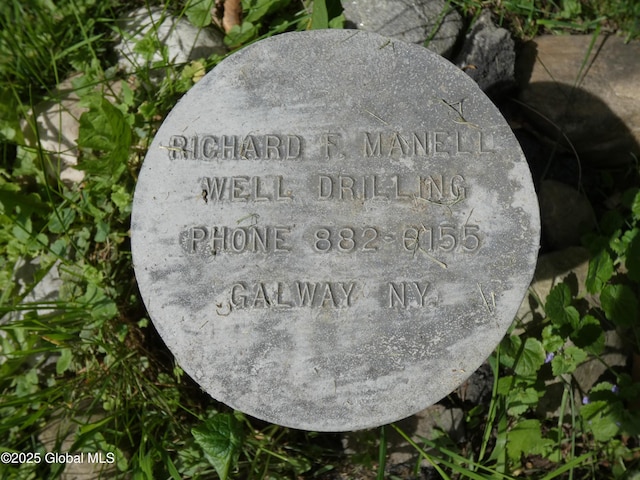 RICHARD F. MANELL
WELL DRILLING
PHONE 882-6155
GALWAY NY.
©2025 Global MLS